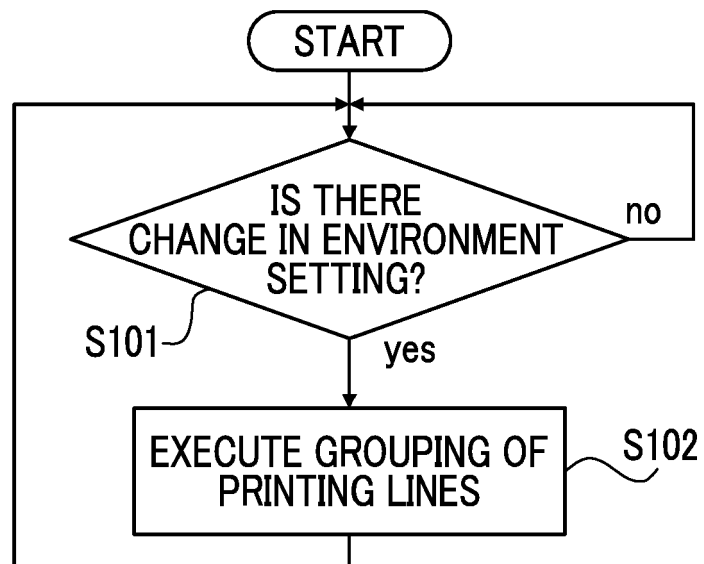 START
IS THERE
CHANGE IN ENVIRONMENT
SETTING?
no
S101
yes
EXECUTE GROUPING OF
PRINTING LINES
S102